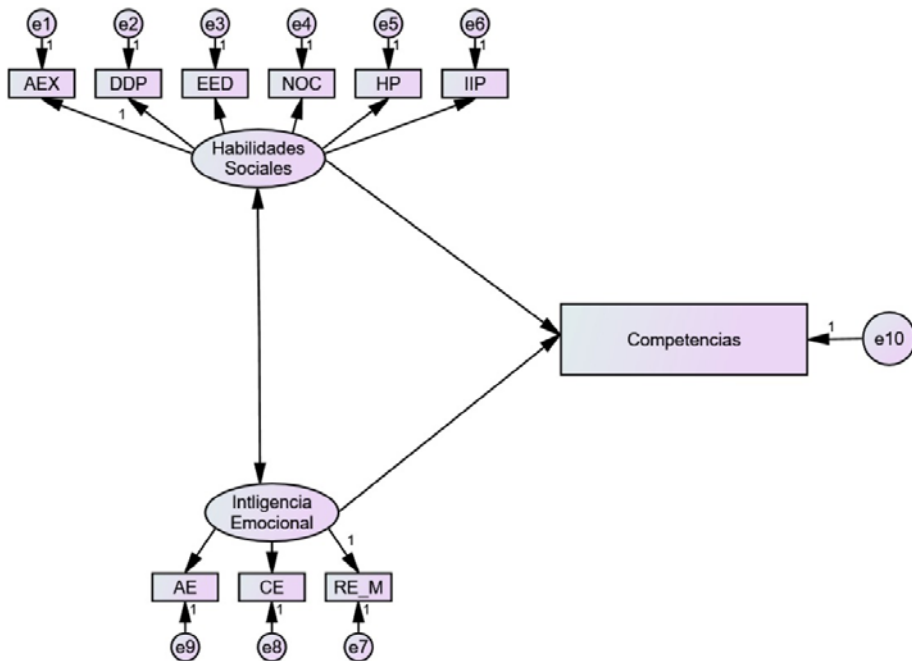 e1 e2 e3 e4 e5 e6
1 1 1 1 1 1
AEX DDP EED NOC HP IIP
1
Habilidades
Sociales
Competencias
1
e10
Intligencia
Emocional
1
AE CE RE_M
1 1 1
e9 e8 e7